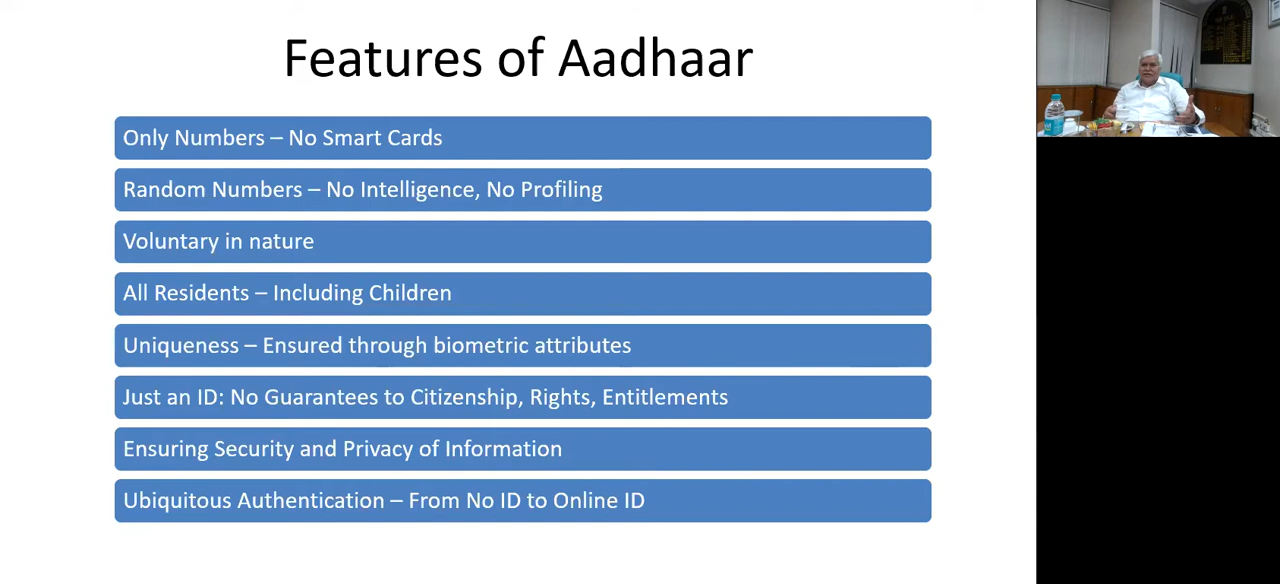 Features of Aadhaar
Only Numbers – No Smart Cards
Random Numbers – No Intelligence, No Profiling
Voluntary in nature
All Residents – Including Children
Uniqueness – Ensured through biometric attributes
Just an ID: No Guarantees to Citizenship, Rights, Entitlements
Ensuring Security and Privacy of Information
Ubiquitous Authentication – From No ID to Online ID